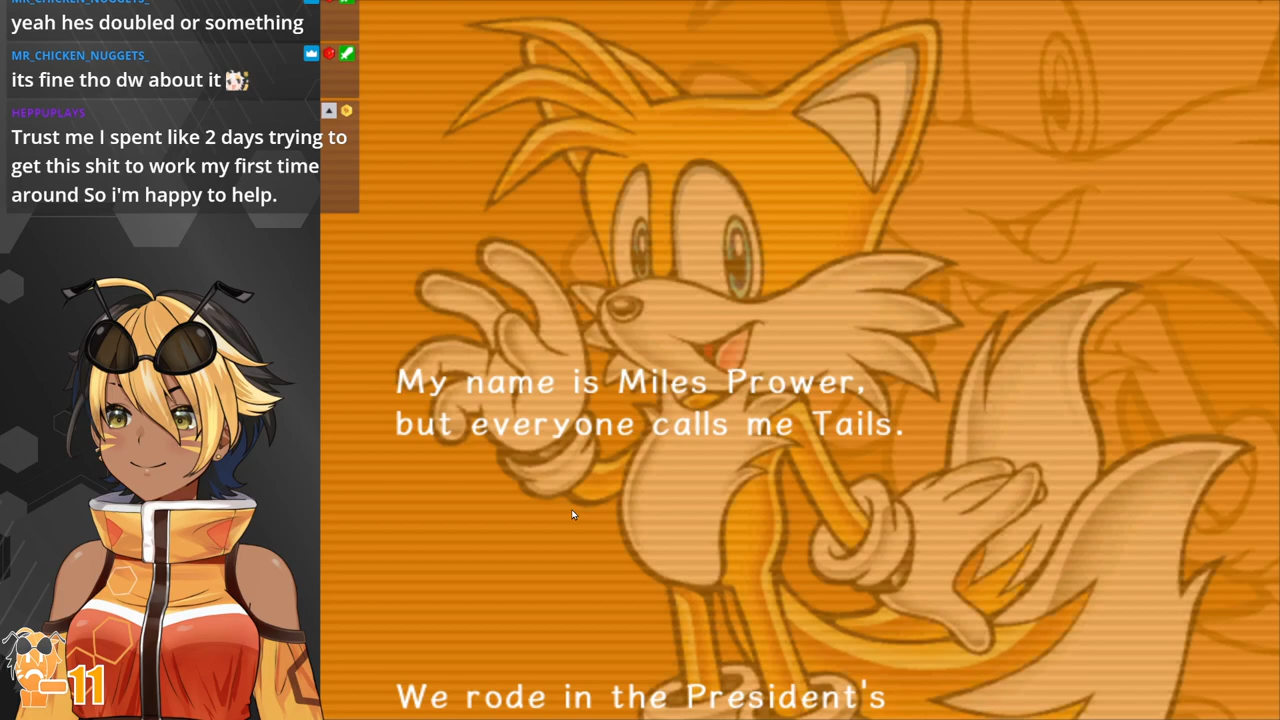 MR_CHICKEN_NUGGETS_
yeah hes doubled or something
MR_CHICKEN_NUGGETS_
its fine tho dw about it
HEPPUPLAYS
Trust me I spent like 2 days trying to
get this shit to work my first time
around So i'm happy to help.
My name is Miles Prower,
but everyone calls me Tails.
We rode in the President's
11